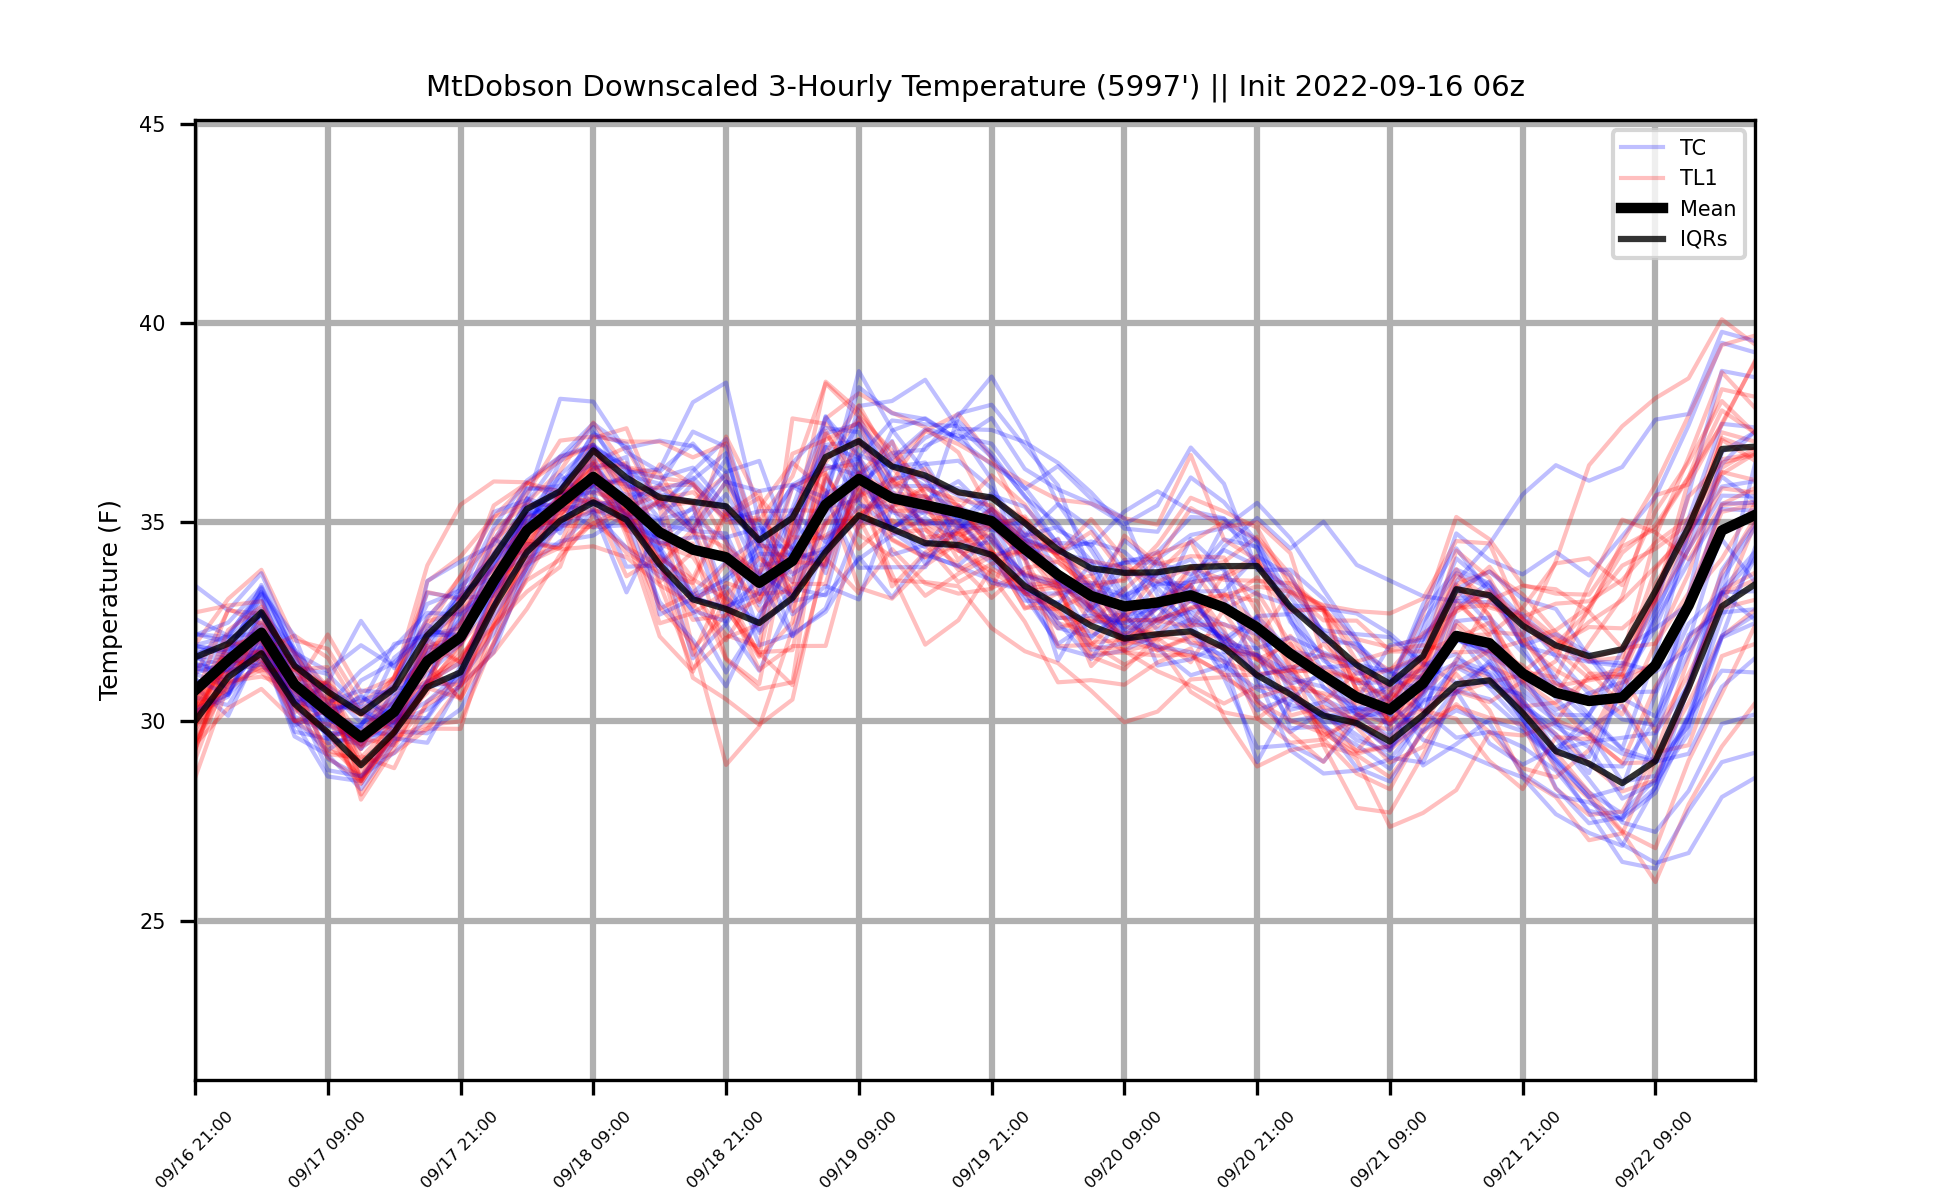 MtDobson Downscaled 3-Hourly Temperature (5997') || Init 2022-09-16 06z
TC
TL1
Mean
IQRs
Temperature (F)
45
40
35
30
25
09/16 21:00
09/17 09:00
09/17 21:00
09/18 09:00
09/18 21:00
09/19 09:00
09/19 21:00
09/20 09:00
09/20 21:00
09/21 09:00
09/21 21:00
09/22 09:00